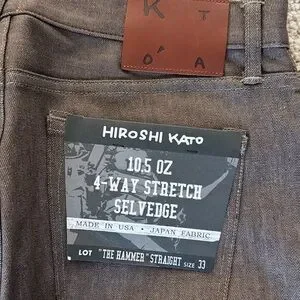 K T
O'A
HIROSHI KATO
10.5 OZ
4-WAY STRETCH
SELVEDGE
MADE IN USA • JAPAN FABRIC
LOT "THE HAMMER" STRAIGHT SIZE 33